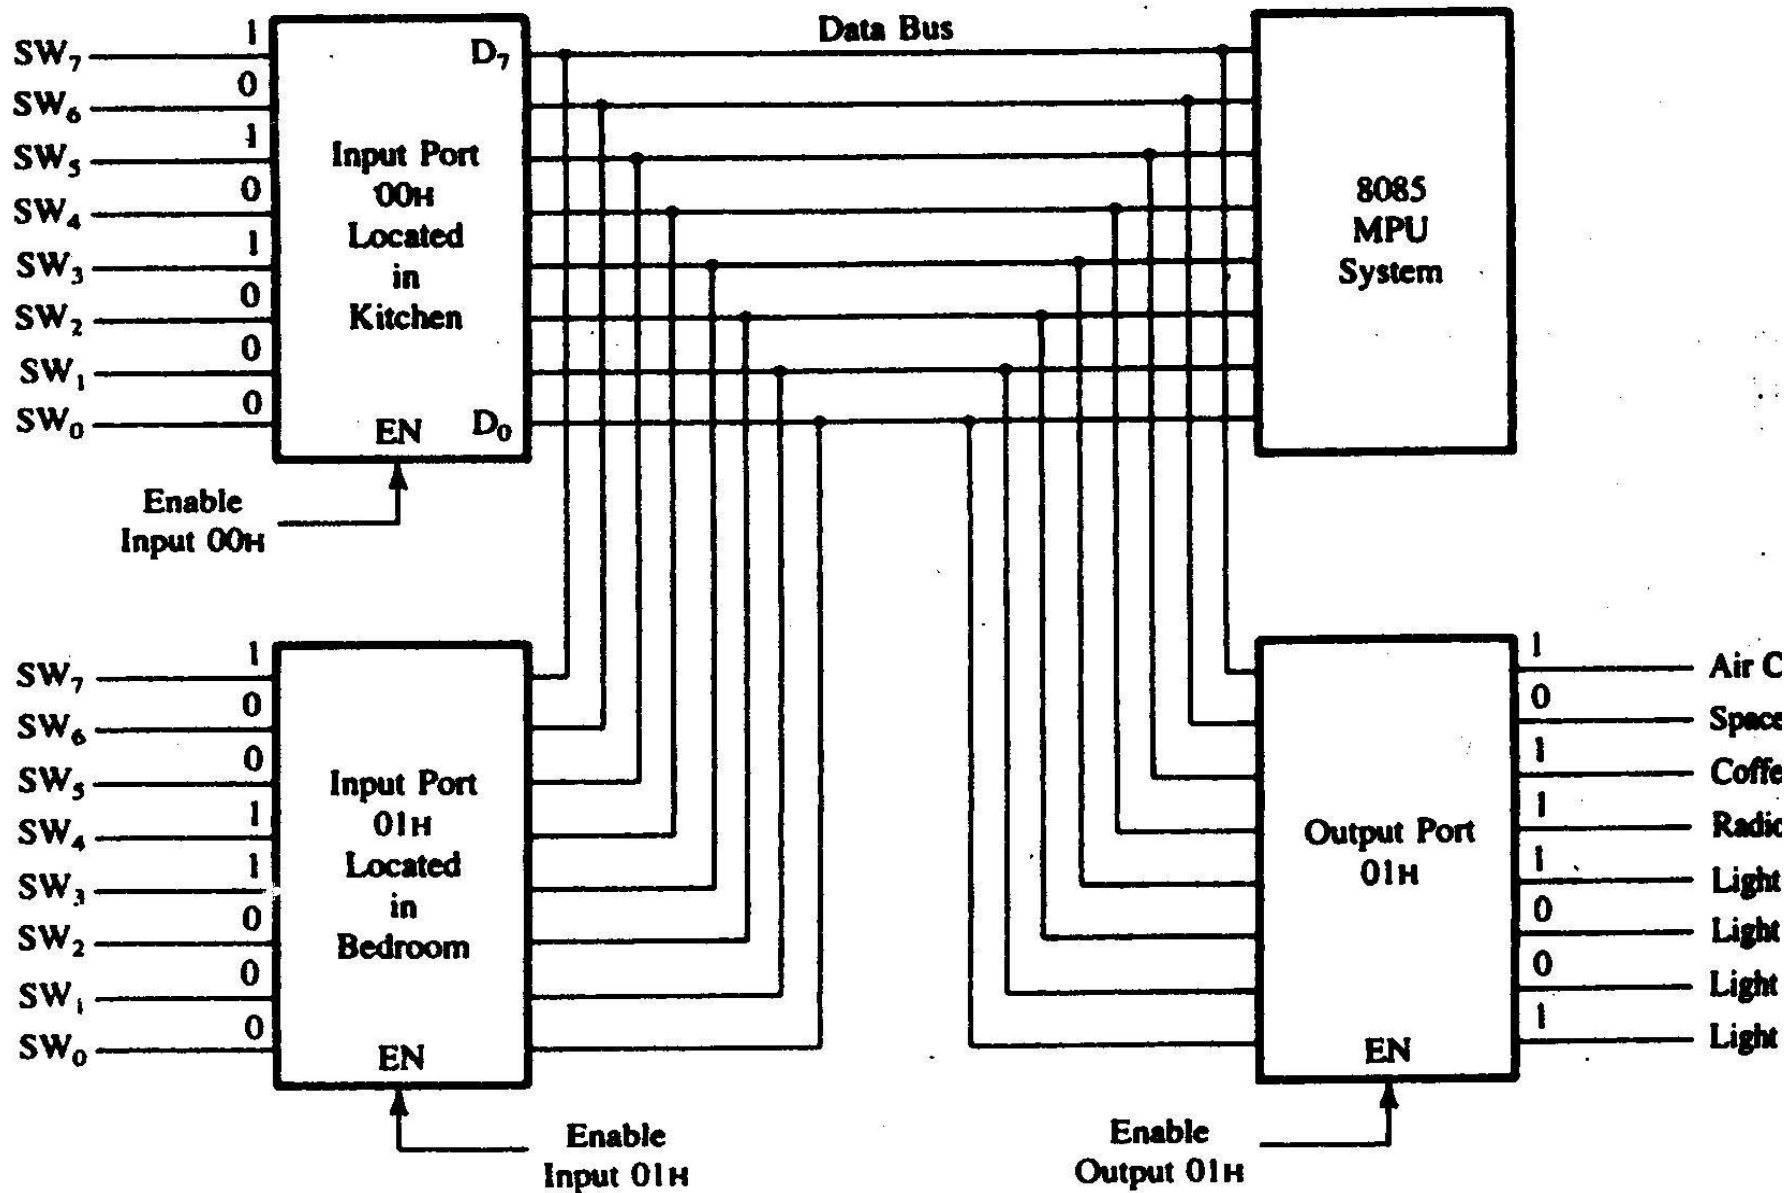 Data Bus
SW7 1
SW6 0
SW5 1
SW4 0
SW3 1
SW2 0
SW1 0
SW0 0
D7
Input Port
00H
Located
in
Kitchen
EN D0
Enable
Input 00H
8085
MPU
System
SW7 1
SW6 0
SW5 0
SW4 1
SW3 1
SW2 0
SW1 0
SW0 0
Input Port
01H
Located
in
Bedroom
EN
Enable
Input 01H
Output Port
01H
EN
Enable
Output 01H
1 Air C
0 Space
1 Coffe
1 Radio
1 Light
0 Light
0 Light
1 Light